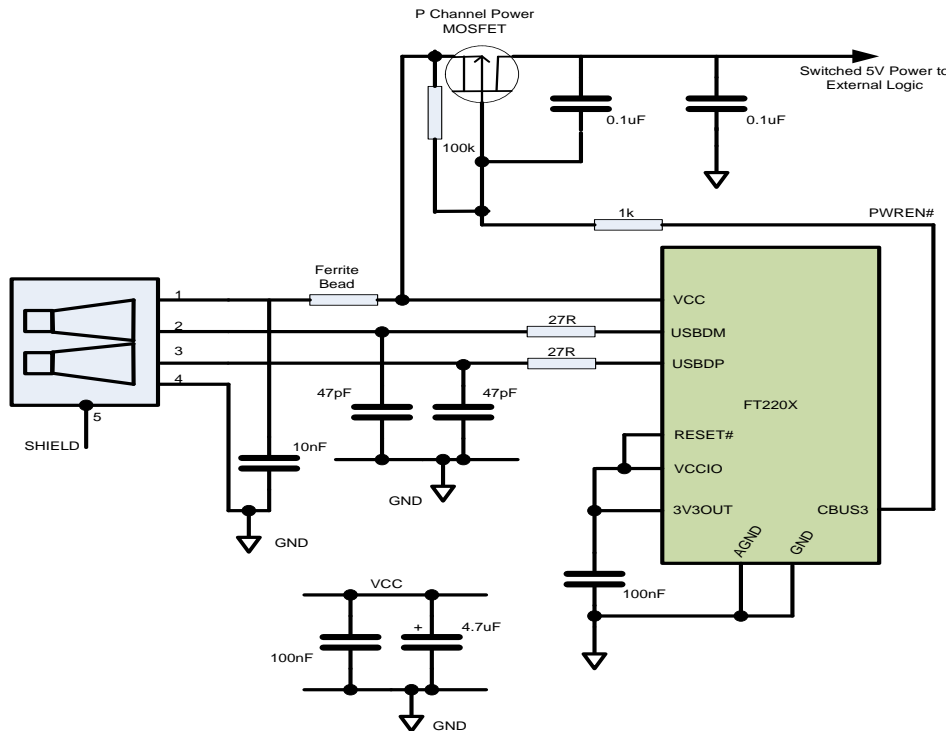 P Channel Power
MOSFET
Switched 5V Power to
External Logic
0.1uF
0.1uF
100k
1k
PWREN#
Ferrite
Bead
1
VCC
27R
2
USBDM
27R
3
USBDP
4
47pF
47pF
FT220X
5
SHIELD
RESET#
10nF
VCCIO
GND
3V3OUT
CBUS3
GND
AGND
GND
VCC
100nF
+
4.7uF
100nF
GND